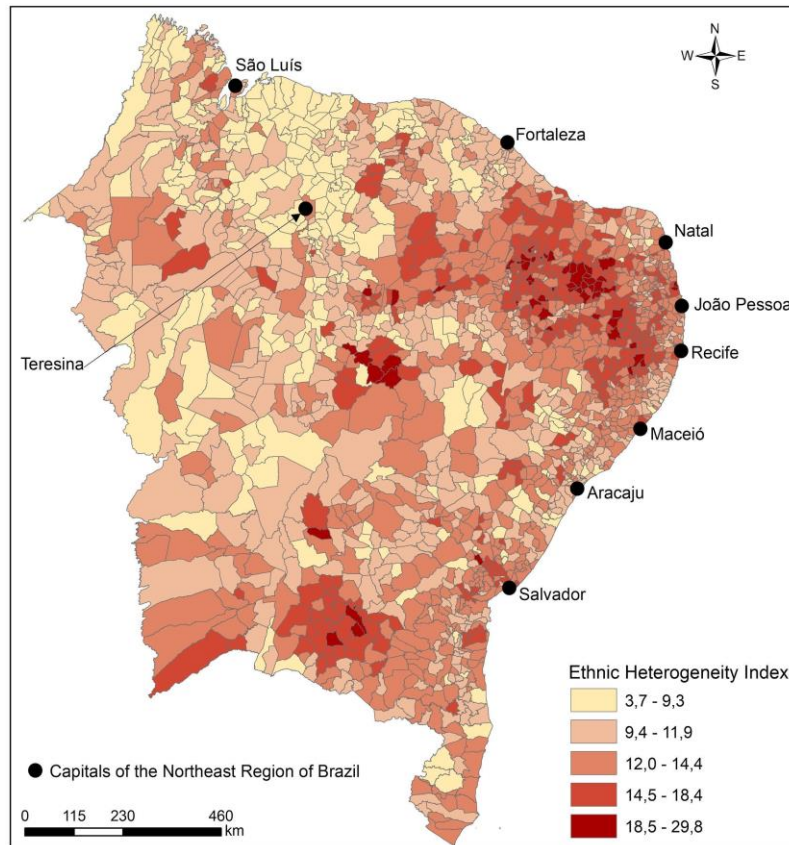 N
W E
S
São Luís
Fortaleza
Natal
João Pessoa
Teresina
Recife
Maceió
Aracaju
Salvador
Ethnic Heterogeneity Index
3,7 - 9,3
9,4 - 11,9
12,0 - 14,4
14,5 - 18,4
18,5 - 29,8
Capitals of the Northeast Region of Brazil
0 115 230 460
km